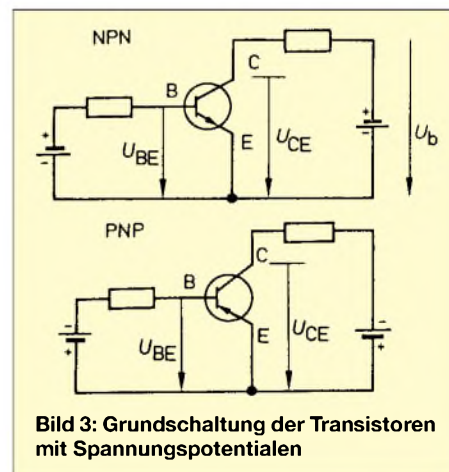 NPN
C
B
E
+
-
U_BE
U_CE
+
-
U_b
PNP
C
B
E
-
+
U_BE
U_CE
-
+
Bild 3: Grundschaltung der Transistoren
mit Spannungspotentialen